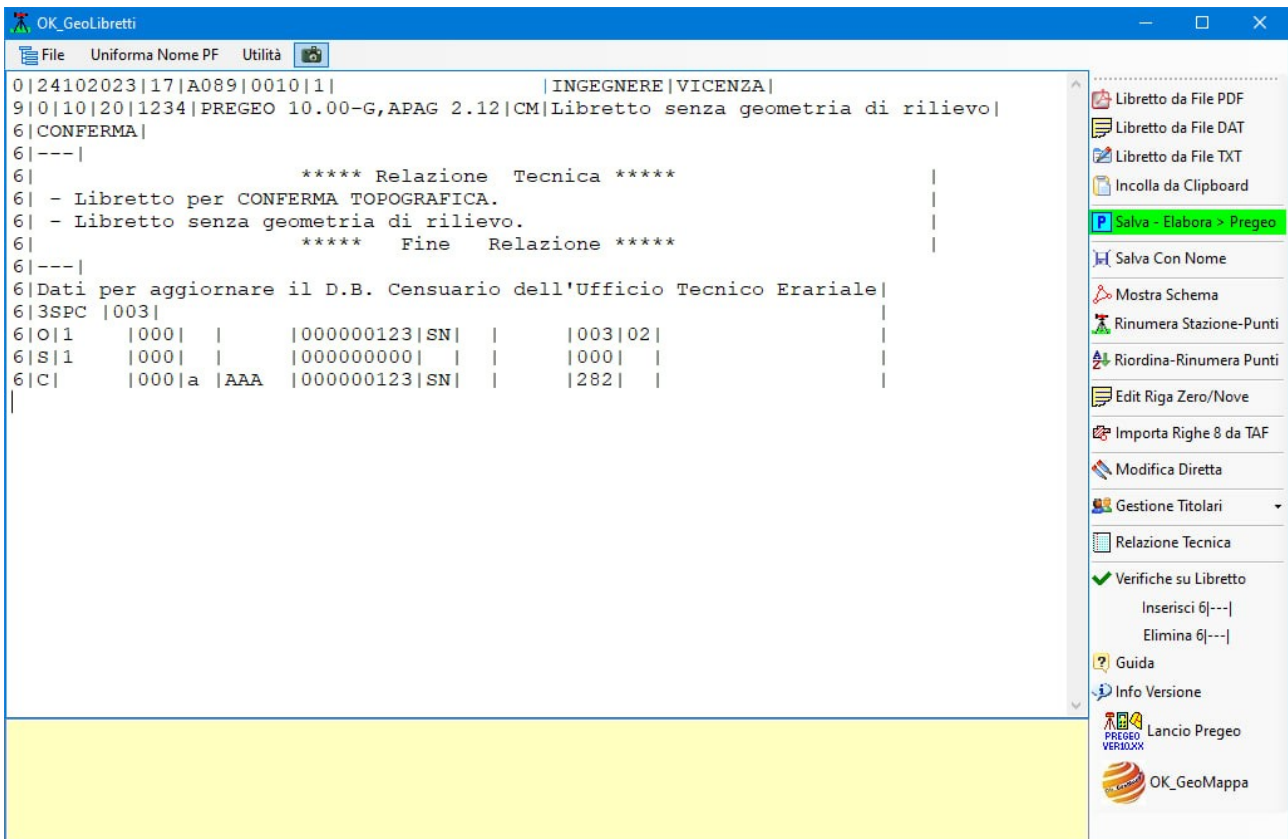 OK_GeoLibretti
File Uniforma Nome PF Utilità
0|24102023|17|A089|0010|1| |INGEGNERE|VICENZA|
9|0|10|20|1234|PREGEO 10.00-G,APAG 2.12|CM|Libretto senza geometria di rilievo|
6|CONFERMA|
6|---|
6| ***** Relazione Tecnica ***** |
6| - Libretto per CONFERMA TOPOGRAFICA. |
6| - Libretto senza geometria di rilievo. |
6| ***** Fine Relazione ***** |
6|---|
6|Dati per aggiornare il D.B. Censuario dell'Ufficio Tecnico Erariale|
6|3SPC |003| |
6|O|1 |000| | |000000123|SN| | |003|02| |
6|S|1 |000| | |000000000| | | |000| | |
6|C| |000|a |AAA |000000123|SN| | |282| | |
Libretto da File PDF
Libretto da File DAT
Libretto da File TXT
Incolla da Clipboard
P Salva - Elabora > Pregeo
Salva Con Nome
Mostra Schema
Rinumera Stazione-Punti
Riordina-Rinumera Punti
Edit Riga Zero/Nove
Importa Righe 8 da TAF
Modifica Diretta
Gestione Titolari
Relazione Tecnica
Verifiche su Libretto
Inserisci 6|---|
Elimina 6|---|
? Guida
Info Versione
PREGEO
VER10.XX
Lancio Pregeo
OK_GeoMappa